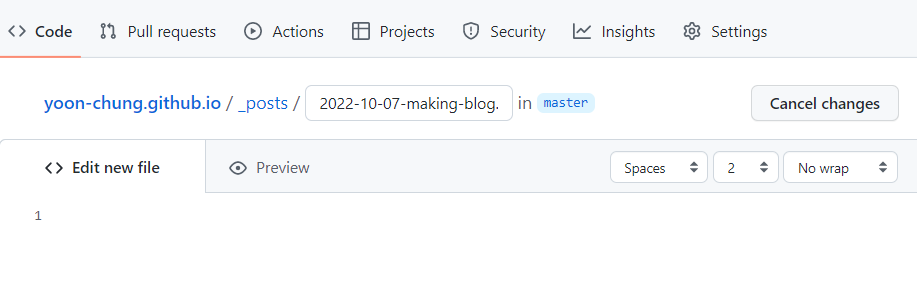 Code Pull requests Actions Projects Security Insights Settings
yoon-chung.github.io / _posts / 2022-10-07-making-blog. in master Cancel changes
Edit new file Preview Spaces 2 No wrap
1